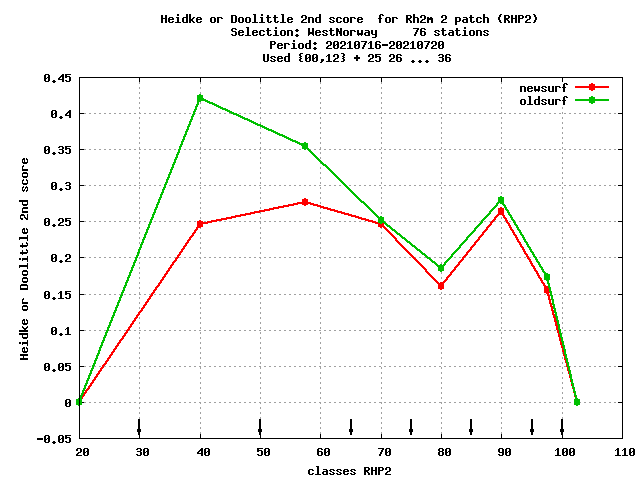 Heidke or Doolittle 2nd score  for Rh2m 2 patch (RHP2)
Selection: WestNorway     76 stations
Period: 20210716-20210720
Used {00,12} + 25 26 ... 36
newsurf
oldsurf
Heidke or Doolittle 2nd score
0.45
0.4
0.35
0.3
0.25
0.2
0.15
0.1
0.05
0
-0.05
20 30 40 50 60 70 80 90 100 110
classes RHP2